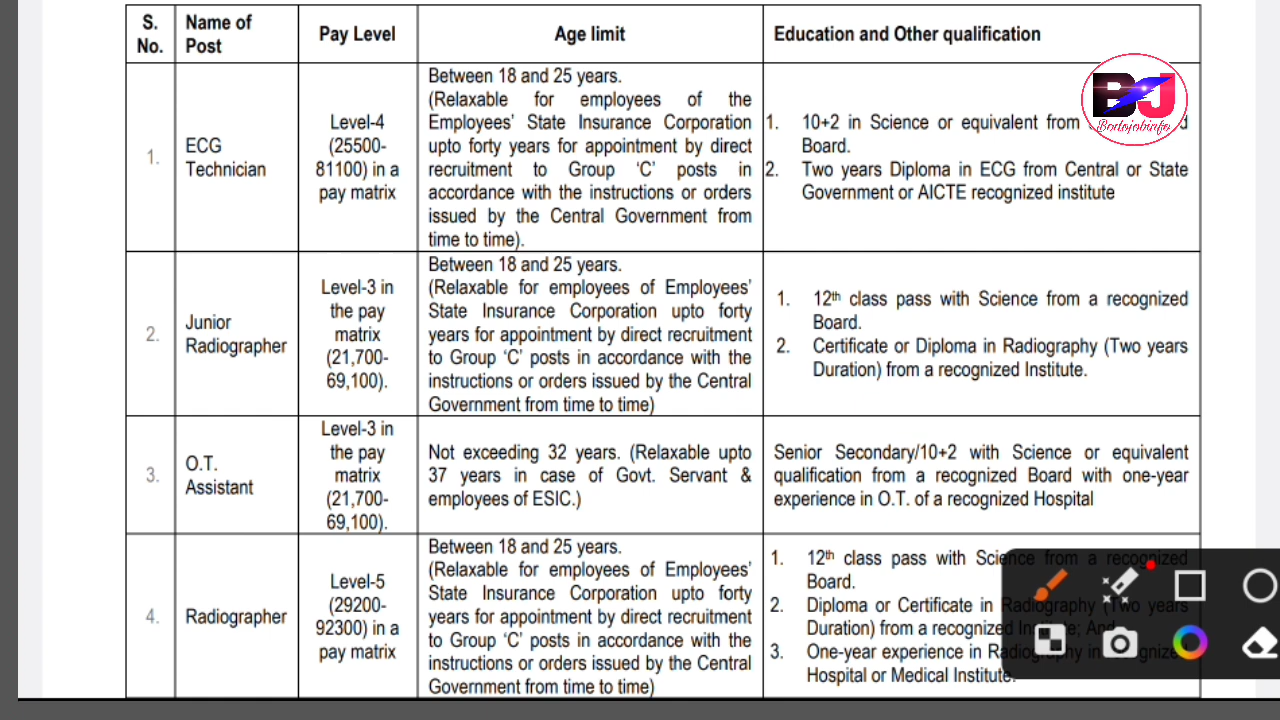 S. No.
Name of Post
Pay Level
Age limit
Education and Other qualification
1.
ECG
Technician
Level-4
(25500-
81100) in a
pay matrix
Between 18 and 25 years.
(Relaxable for employees of the
Employees' State Insurance Corporation
upto forty years for appointment by direct
recruitment to Group 'C' posts in
accordance with the instructions or orders
issued by the Central Government from
time to time).
1. 10+2 in Science or equivalent from
Board.
2. Two years Diploma in ECG from Central or State
Government or AICTE recognized institute
BJ
Bodojobinfo
2.
Junior
Radiographer
Level-3 in
the pay
matrix
(21,700-
69,100).
Between 18 and 25 years.
(Relaxable for employees of Employees'
State Insurance Corporation upto forty
years for appointment by direct recruitment
to Group 'C' posts in accordance with the
instructions or orders issued by the Central
Government from time to time)
1. 12th class pass with Science from a recognized
Board.
2. Certificate or Diploma in Radiography (Two years
Duration) from a recognized Institute.
3.
O.T.
Assistant
Level-3 in
the pay
matrix
(21,700-
69,100).
Not exceeding 32 years. (Relaxable upto
37 years in case of Govt. Servant &
employees of ESIC.)
Senior Secondary/10+2 with Science or equivalent
qualification from a recognized Board with one-year
experience in O.T. of a recognized Hospital
4.
Radiographer
Level-5
(29200-
92300) in a
pay matrix
Between 18 and 25 years.
(Relaxable for employees of Employees'
State Insurance Corporation upto forty
years for appointment by direct recruitment
to Group 'C' posts in accordance with the
instructions or orders issued by the Central
Government from time to time)
1. 12th class pass with Science from a recognized
Board.
2. Diploma or Certificate in Radiography (Two years
Duration) from a recognized Institute; And
3. One-year experience in Radiography in
Hospital or Medical Institute.